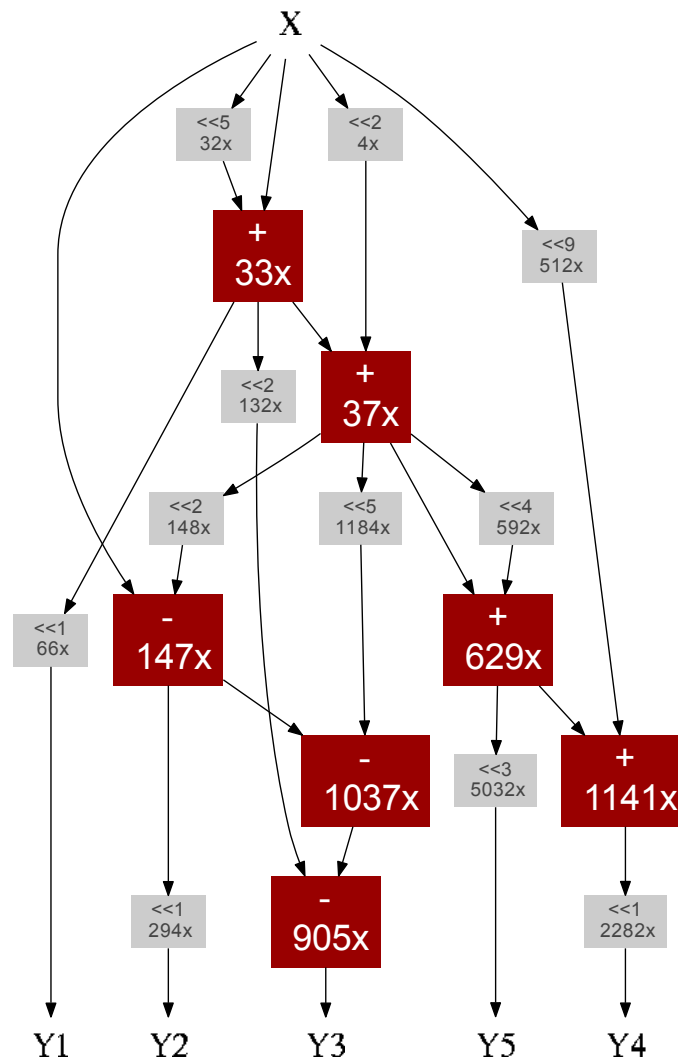 X
<<5
32x
<<2
4x
+
33x
<<9
512x
<<2
132x
+
37x
<<2
148x
<<5
1184x
<<4
592x
<<1
66x
-
147x
+
629x
-
1037x
<<3
5032x
+
1141x
<<1
294x
-
905x
<<1
2282x
Y1
Y2
Y3
Y5
Y4